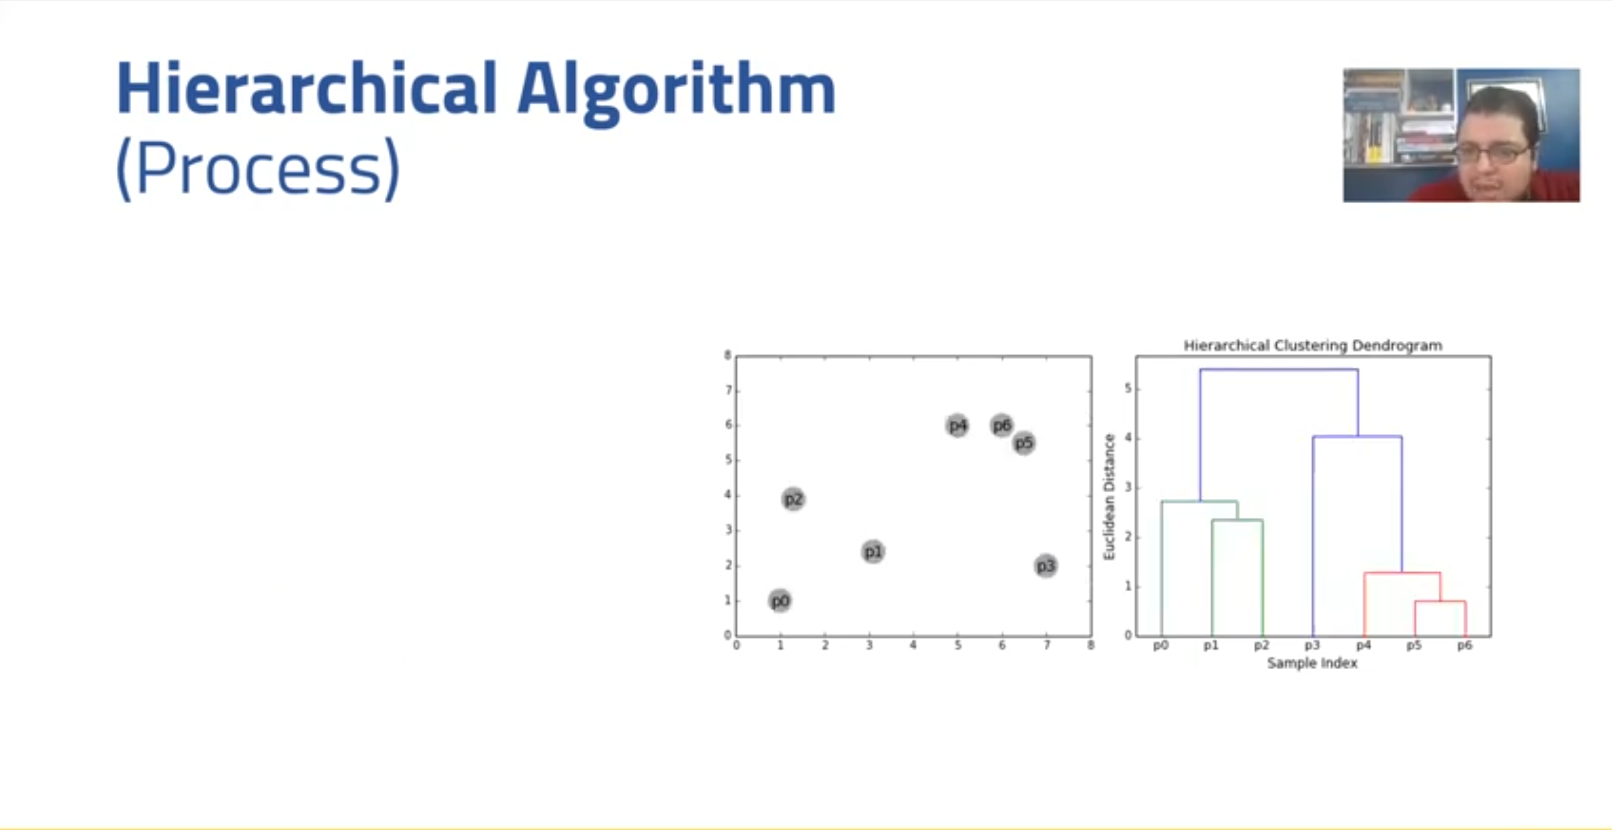 Hierarchical Algorithm
(Process)
8
7
6
5
4
3
2
1
0
p4
p6
p5
p2
p1
p3
p0
0 1 2 3 4 5 6 7 8
Hierarchical Clustering Dendrogram
Euclidean Distance
5
4
3
2
1
0
p0 p1 p2 p3 p4 p5 p6
Sample Index